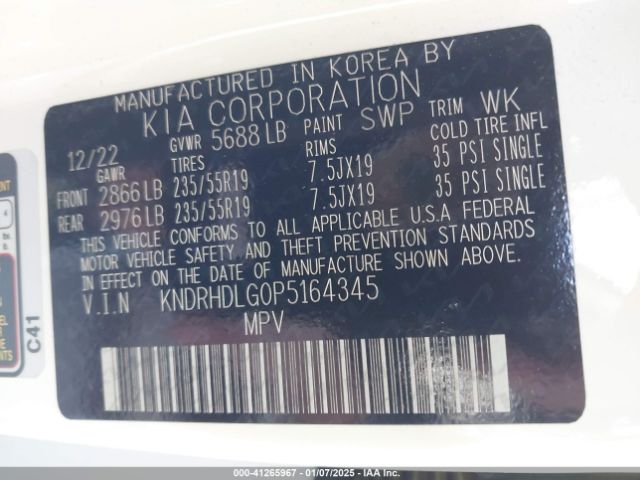 MANUFACTURED IN KOREA BY
KIA CORPORATION
12/22 GVWR 5688 LB PAINT SWP TRIM WK
GAWR TIRES RIMS COLD TIRE INFL
FRONT 2866 LB 235/55R19 7.5JX19 35 PSI SINGLE
REAR 2976 LB 235/55R19 7.5JX19 35 PSI SINGLE
THIS VEHICLE CONFORMS TO ALL APPLICABLE U.S.A FEDERAL
MOTOR VEHICLE SAFETY AND THEFT PREVENTION STANDARDS
IN EFFECT ON THE DATE OF MANUFACTURE SHOWN ABOVE.
V.I.N KNDRHDLG0P5164345
MPV
C41
4
lbs.
000-41265967 - 01/07/2025 - IAA